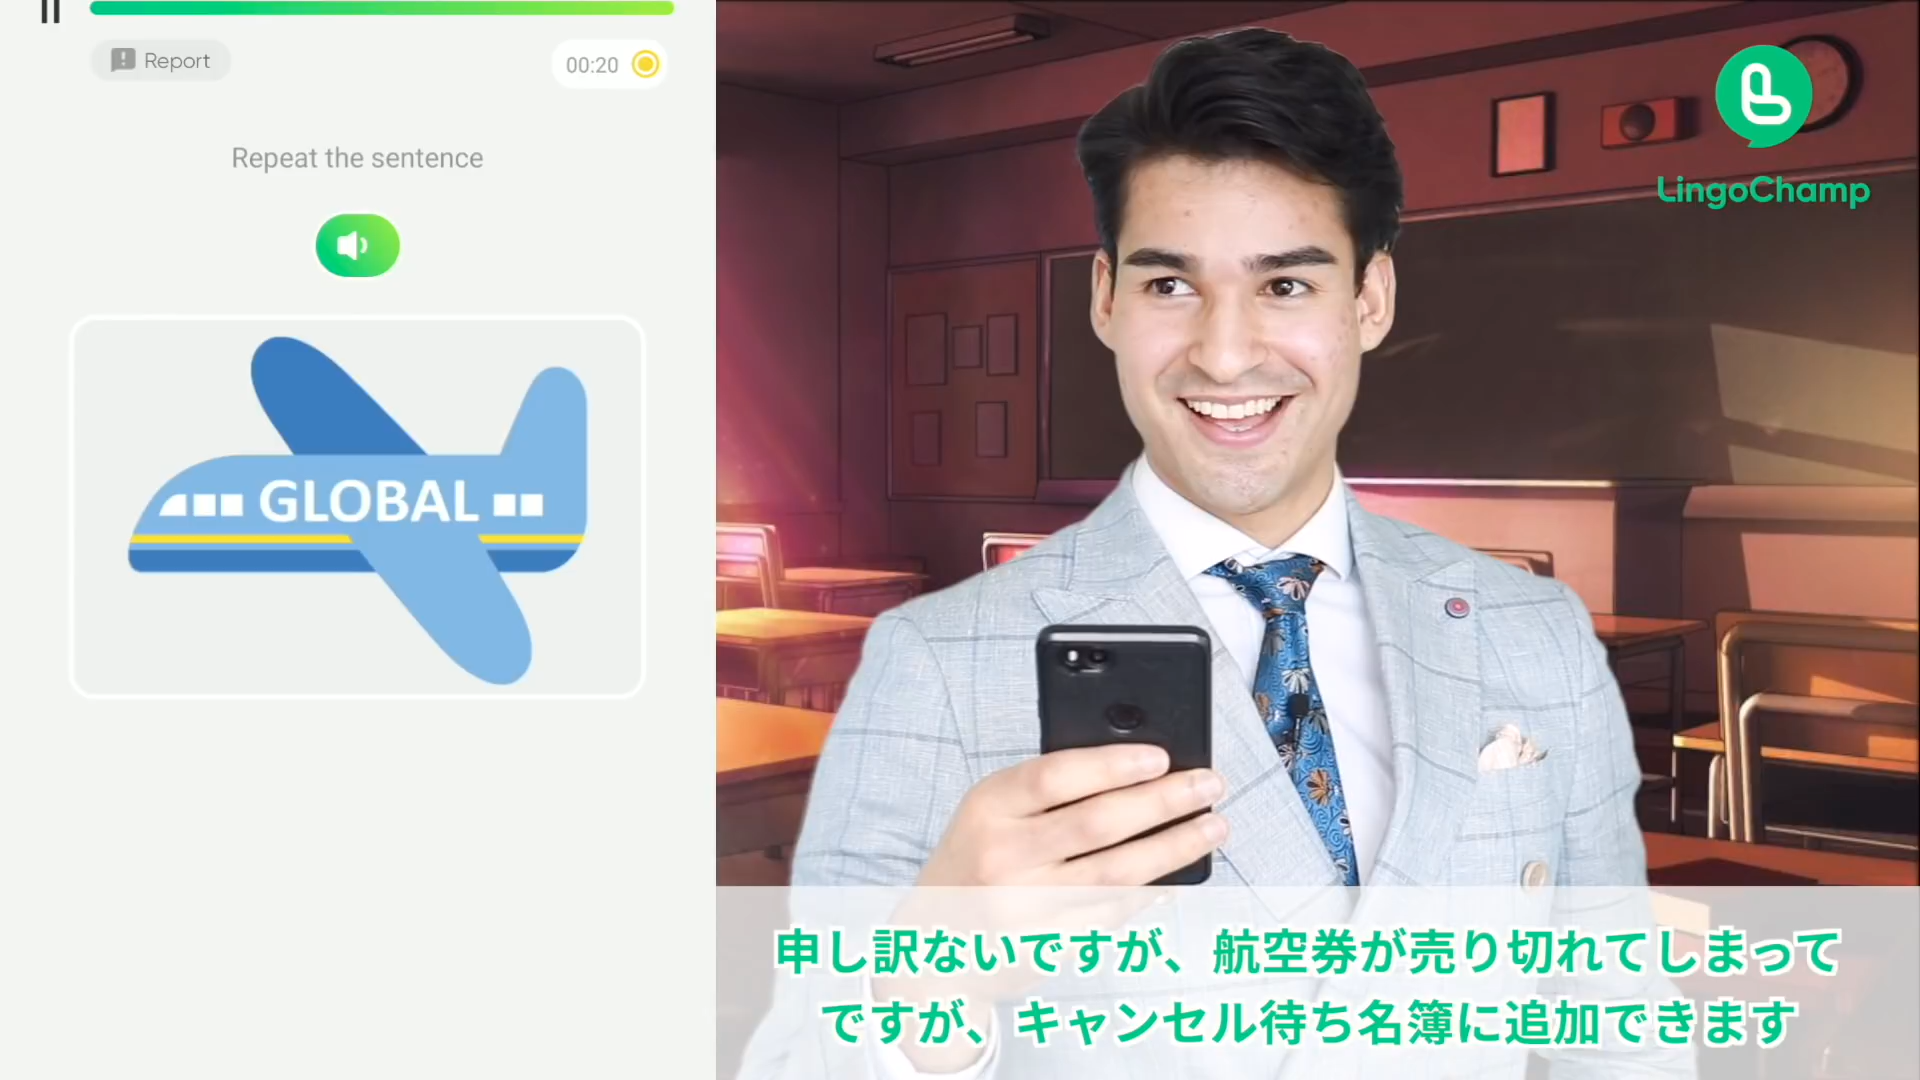 Report
00:20
Repeat the sentence
GLOBAL
LingoChamp
申し訳ないですが、航空券が売り切れてしまって
ですが、キャンセル待ち名簿に追加できます